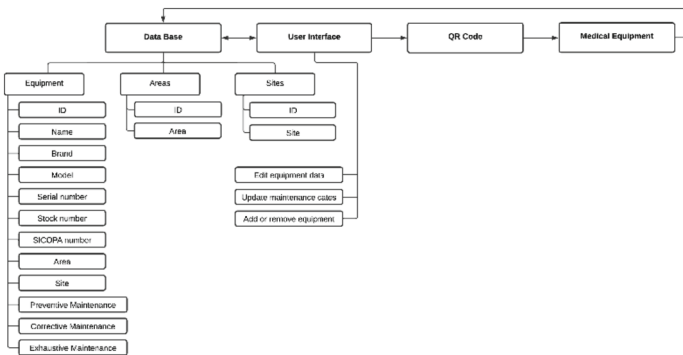 Data Base
User Interface
QR Code
Medical Equipment
Equipment
Areas
Sites
ID
Name
Brand
Model
Serial number
Stock number
SICOPA number
Area
Site
Preventive Maintenance
Corrective Maintenance
Exhaustive Maintenance
ID
Area
ID
Site
Edit equipment data
Update maintenance cates
Add or remove equipment